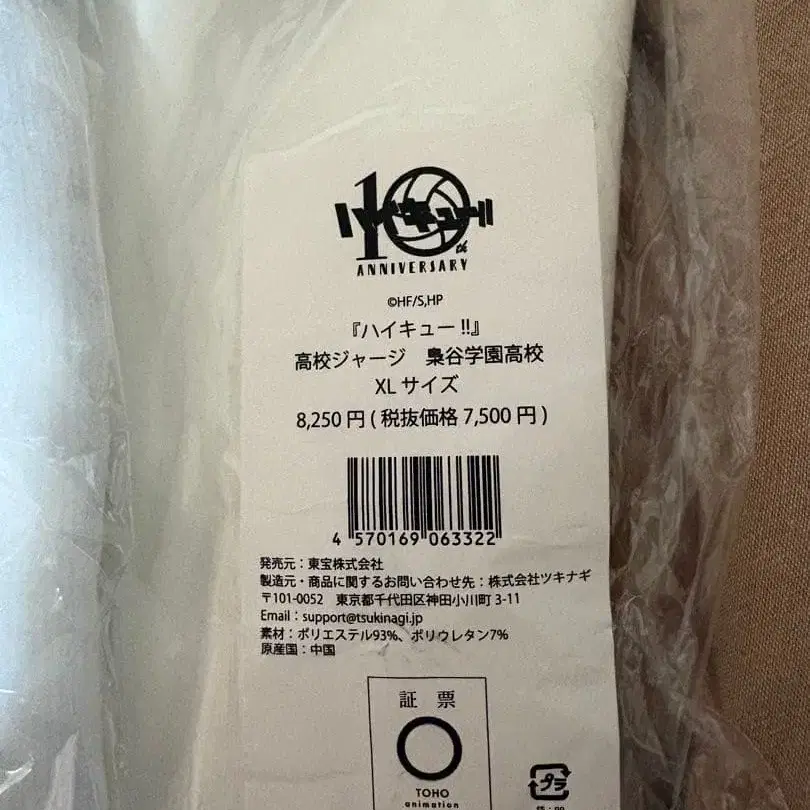 10th
ハイキュー!!
ANNIVERSARY
©HF/S,HP
『ハイキュー!!』
高校ジャージ　梟谷学園高校
XLサイズ
8,250円(税抜価格7,500円)
4 570169 063322
発売元：東宝株式会社
製造元・商品に関するお問い合わせ先：株式会社ツキナギ
〒101-0052　東京都千代田区神田小川町3-11
Email：support@tsukinagi.jp
素材：ポリエステル93%、ポリウレタン7%
原産国：中国
証 票
TOHO
animation
プラ
袋：PP